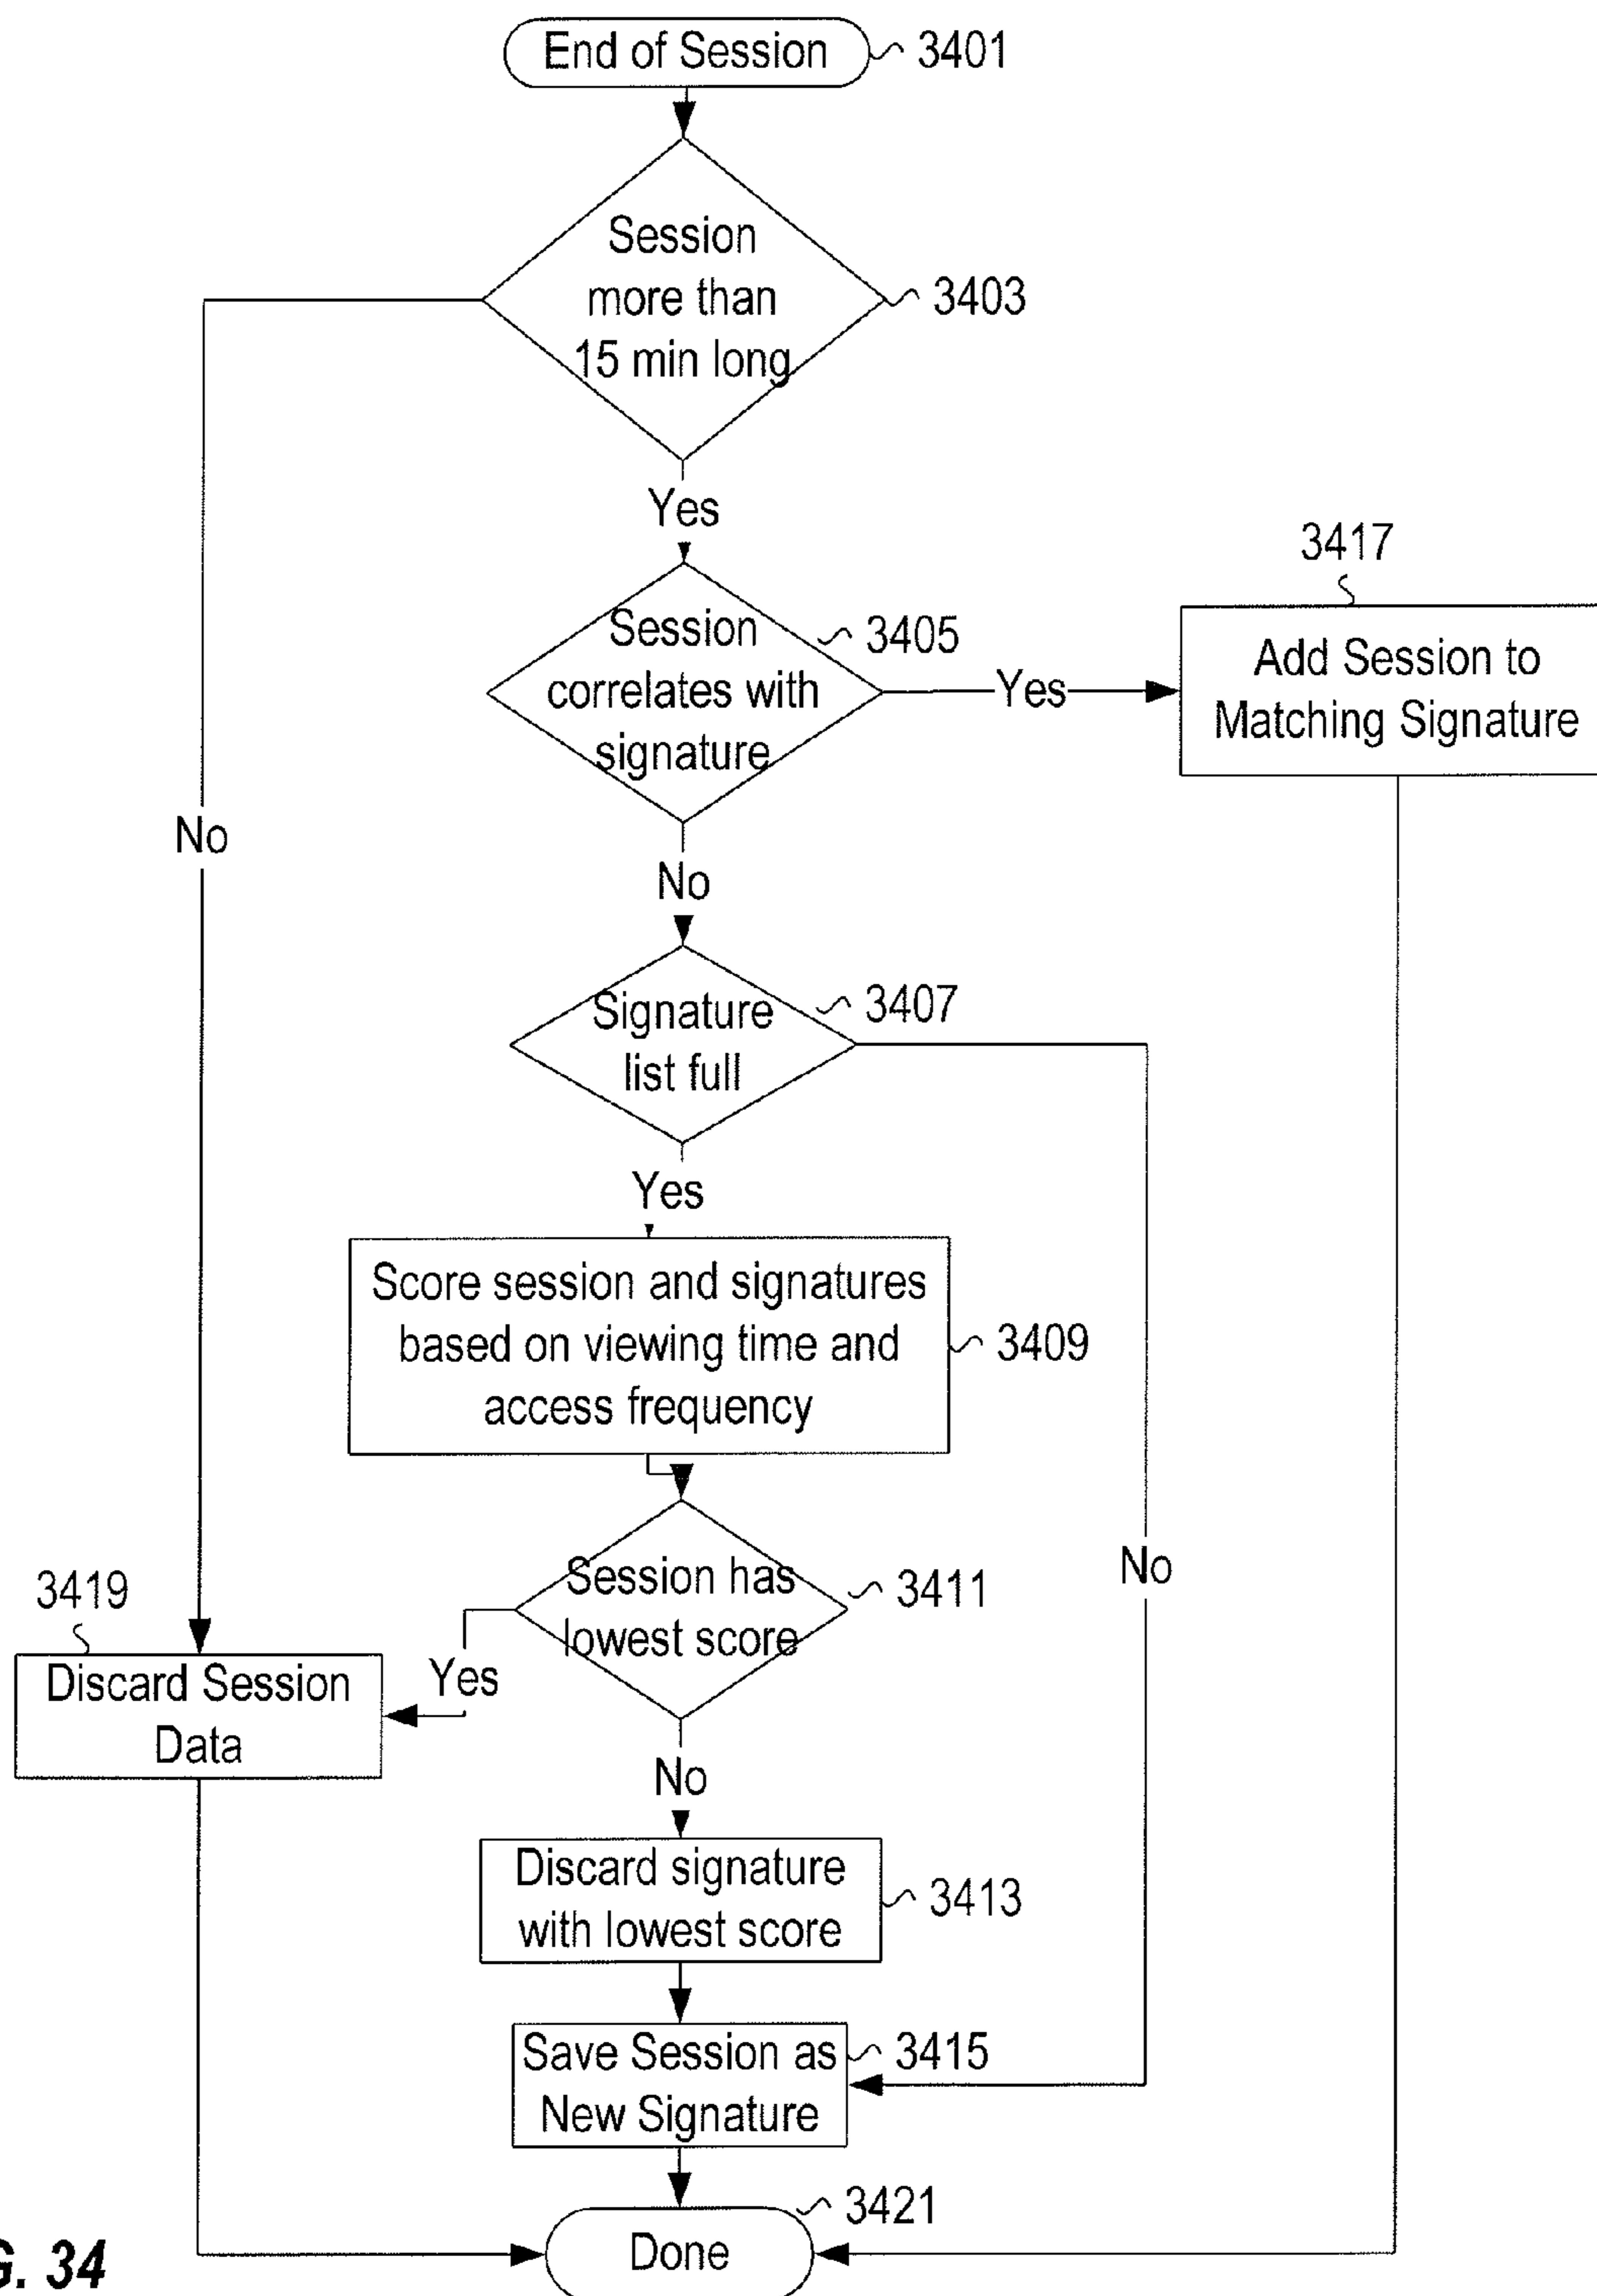 End of Session
3401
Session
more than
15 min long
3403
Yes
3417
Session
correlates with
signature
3405
Yes
Add Session to
Matching Signature
No
No
Signature
list full
3407
Yes
Score session and signatures
based on viewing time and
access frequency
3409
No
Session has
lowest score
3411
3419
Yes
Discard Session
Data
No
Discard signature
with lowest score
3413
Save Session as
New Signature
3415
3421
Done
G. 34